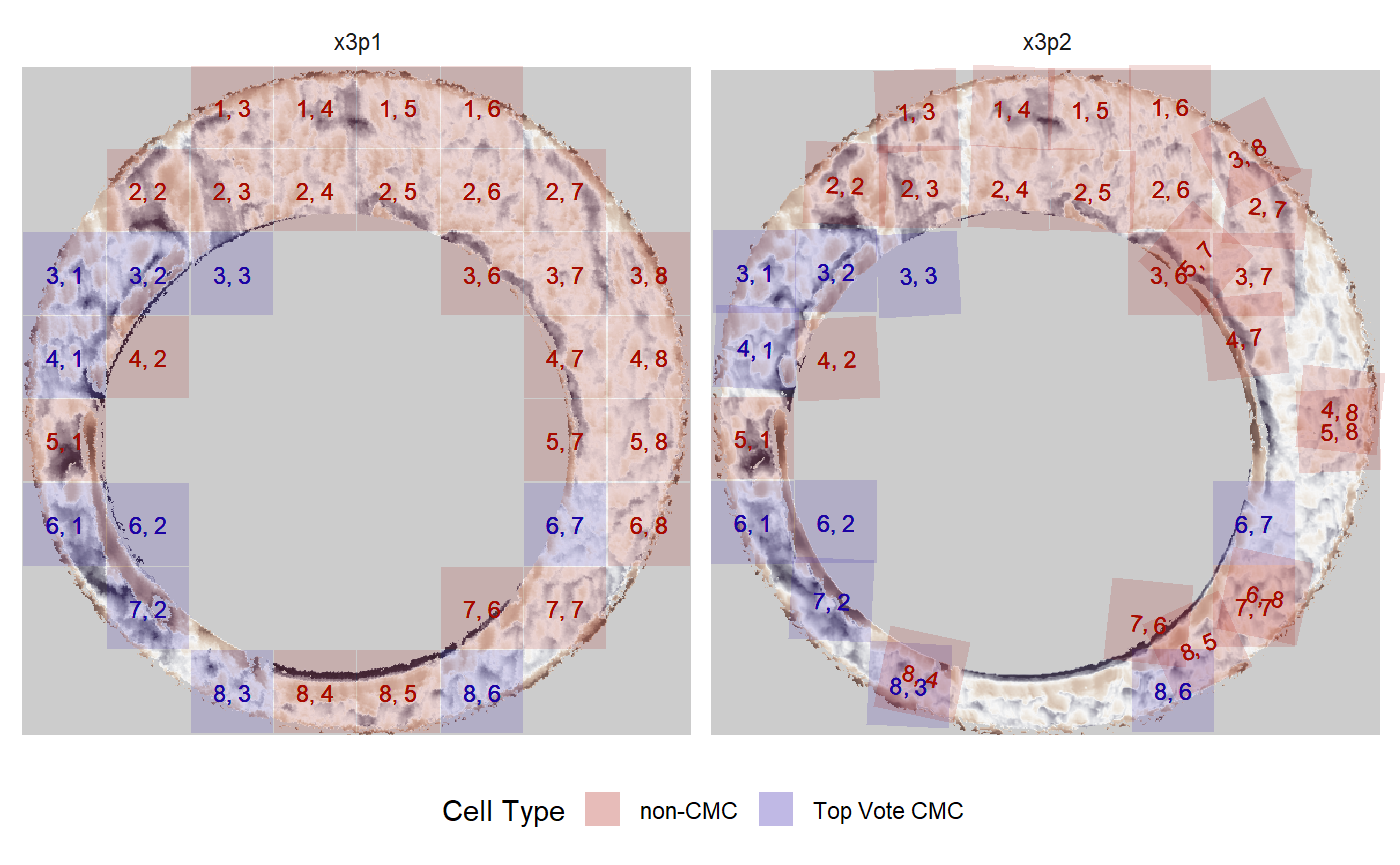 x3p1
1, 3 1, 4 1, 5 1, 6
2, 2 2, 3 2, 4 2, 5 2, 6 2, 7
3, 1 3, 2 3, 3 3, 6 3, 7 3, 8
4, 1 4, 2 4, 7 4, 8
5, 1 5, 7 5, 8
6, 1 6, 2 6, 7 6, 8
7, 2 7, 6 7, 7
8, 3 8, 4 8, 5 8, 6
x3p2
1, 3 1, 4 1, 5 1, 6
3, 8
2, 2 2, 3 2, 4 2, 5 2, 6 2, 7
3, 1 3, 2 3, 3 3, 6 5, 7 3, 7
4, 1 4, 2 4, 7
4, 8
5, 1 5, 8
6, 1 6, 2 6, 7
7, 2 7, 6 7, 7 6, 8
8, 5
8, 3 8, 4 8, 6
Cell Type non-CMC Top Vote CMC